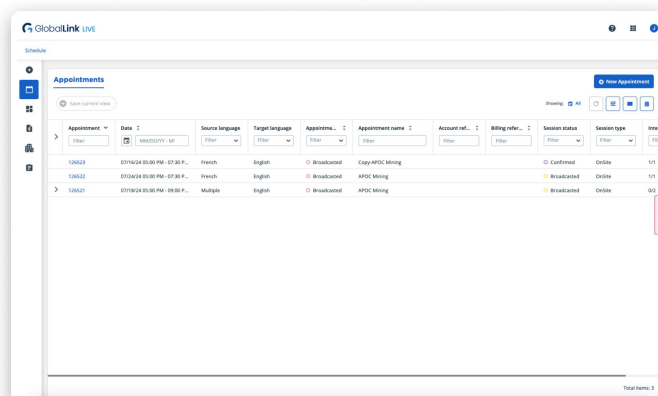 GlobalLink LIVE
J
Schedule
Appointments
New Appointment
Save current view
Showing: All
Appointment Date Source language Target language Appointme... Appointment name Account ref... Billing refer... Session status Session type Inte
Filter MM/DD/YY - MI Filter Filter Filter Filter Filter Filter Filter Filter Filt
126523 07/16/24 05:00 PM - 07:30 P... French English Broadcasted Copy-APOC Mining Confirmed OnSite 1/1
126522 07/24/24 05:00 PM - 07:30 P... French English Broadcasted APOC Mining Broadcasted OnSite 1/1
126521 07/18/24 05:00 PM - 09:00 P... Multiple English Broadcasted APOC Mining Broadcasted OnSite 0/2
Total items: 3